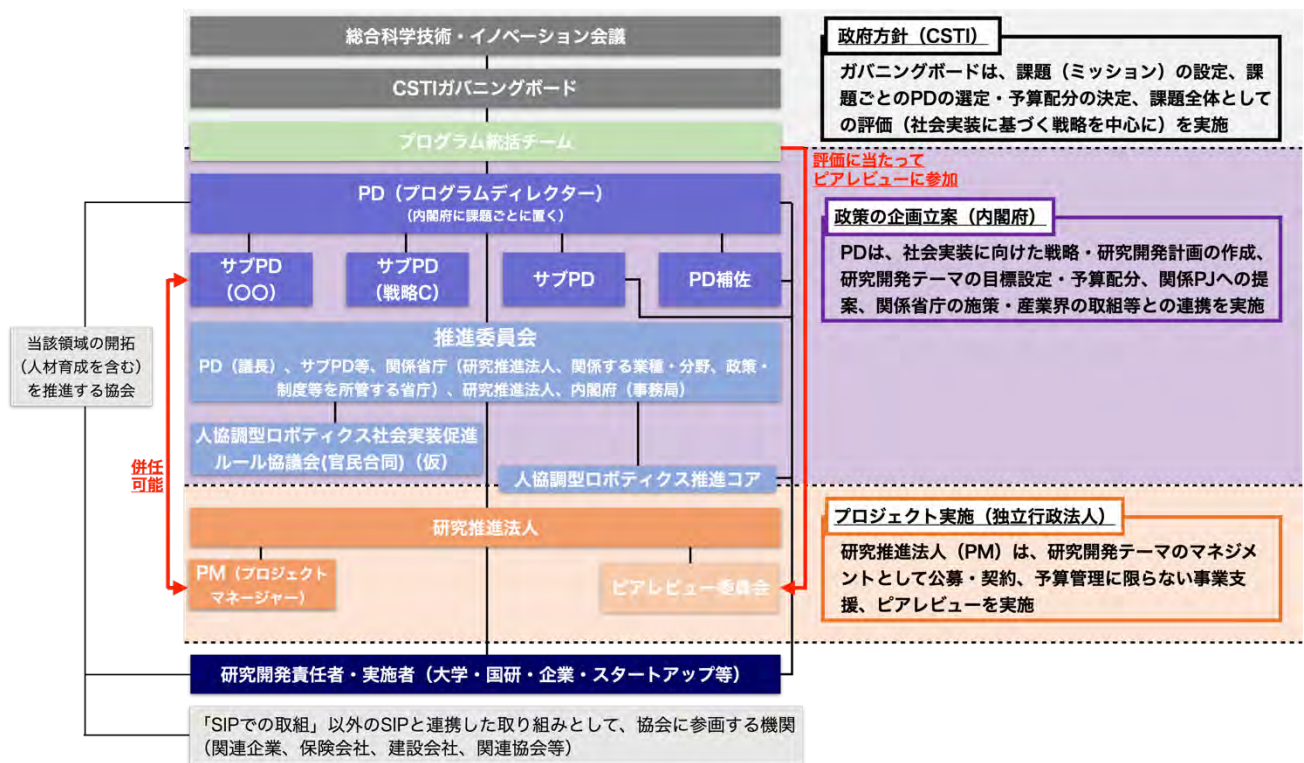 総合科学技術・イノベーション会議
CSTIガバニングボード
プログラム統括チーム
PD（プログラムディレクター）
（内閣府に課題ごとに置く）
サブPD
（〇〇）
サブPD
（戦略C）
サブPD
PD補佐
推進委員会
PD（議長）、サブPD等、関係省庁（研究推進法人、関係する業種・分野、政策・
制度等を所管する省庁）、研究推進法人、内閣府（事務局）
人協調型ロボティクス社会実装促進
ルール協議会(官民合同)（仮）
人協調型ロボティクス推進コア
研究推進法人
PM（プロジェクト
マネージャー）
ピアレビュー委員会
研究開発責任者・実施者（大学・国研・企業・スタートアップ等）
「SIPでの取組」以外のSIPと連携した取り組みとして、協会に参画する機関
（関連企業、保険会社、建設会社、関連協会等）
当該領域の開拓
（人材育成を含む）
を推進する協会
併任
可能
評価に当たって
ピアレビューに参加
政府方針（CSTI）
ガバニングボードは、課題（ミッション）の設定、課
題ごとのPDの選定・予算配分の決定、課題全体として
の評価（社会実装に基づく戦略を中心に）を実施
政策の企画立案（内閣府）
PDは、社会実装に向けた戦略・研究開発計画の作成、
研究開発テーマの目標設定・予算配分、関係PJへの提
案、関係省庁の施策・産業界の取組等との連携を実施
プロジェクト実施（独立行政法人）
研究推進法人（PM）は、研究開発テーマのマネジメ
ントとして公募・契約、予算管理に限らない事業支
援、ピアレビューを実施